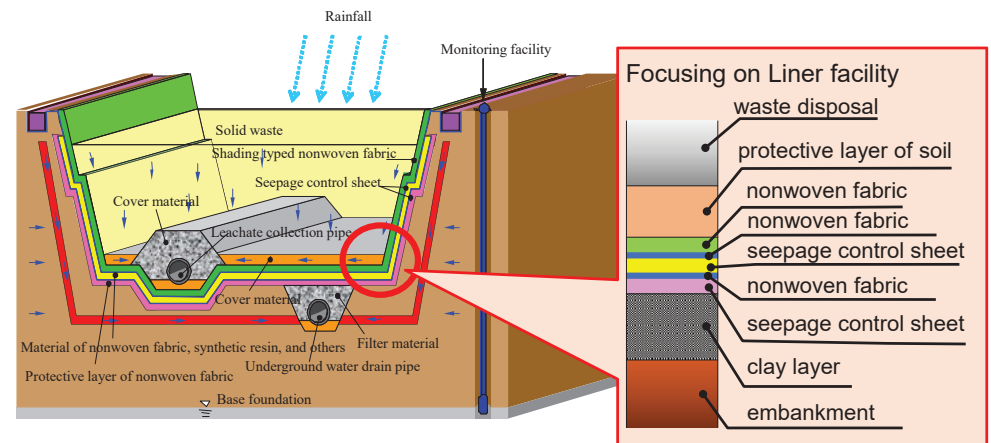 Rainfall
Monitoring facility
Solid waste
Shading typed nonwoven fabric
Seepage control sheet
Cover material
Leachate collection pipe
Cover material
Filter material
Material of nonwoven fabric, synthetic resin, and others
Underground water drain pipe
Protective layer of nonwoven fabric
Base foundation
Focusing on Liner facility
waste disposal
protective layer of soil
nonwoven fabric
nonwoven fabric
seepage control sheet
nonwoven fabric
seepage control sheet
clay layer
embankment